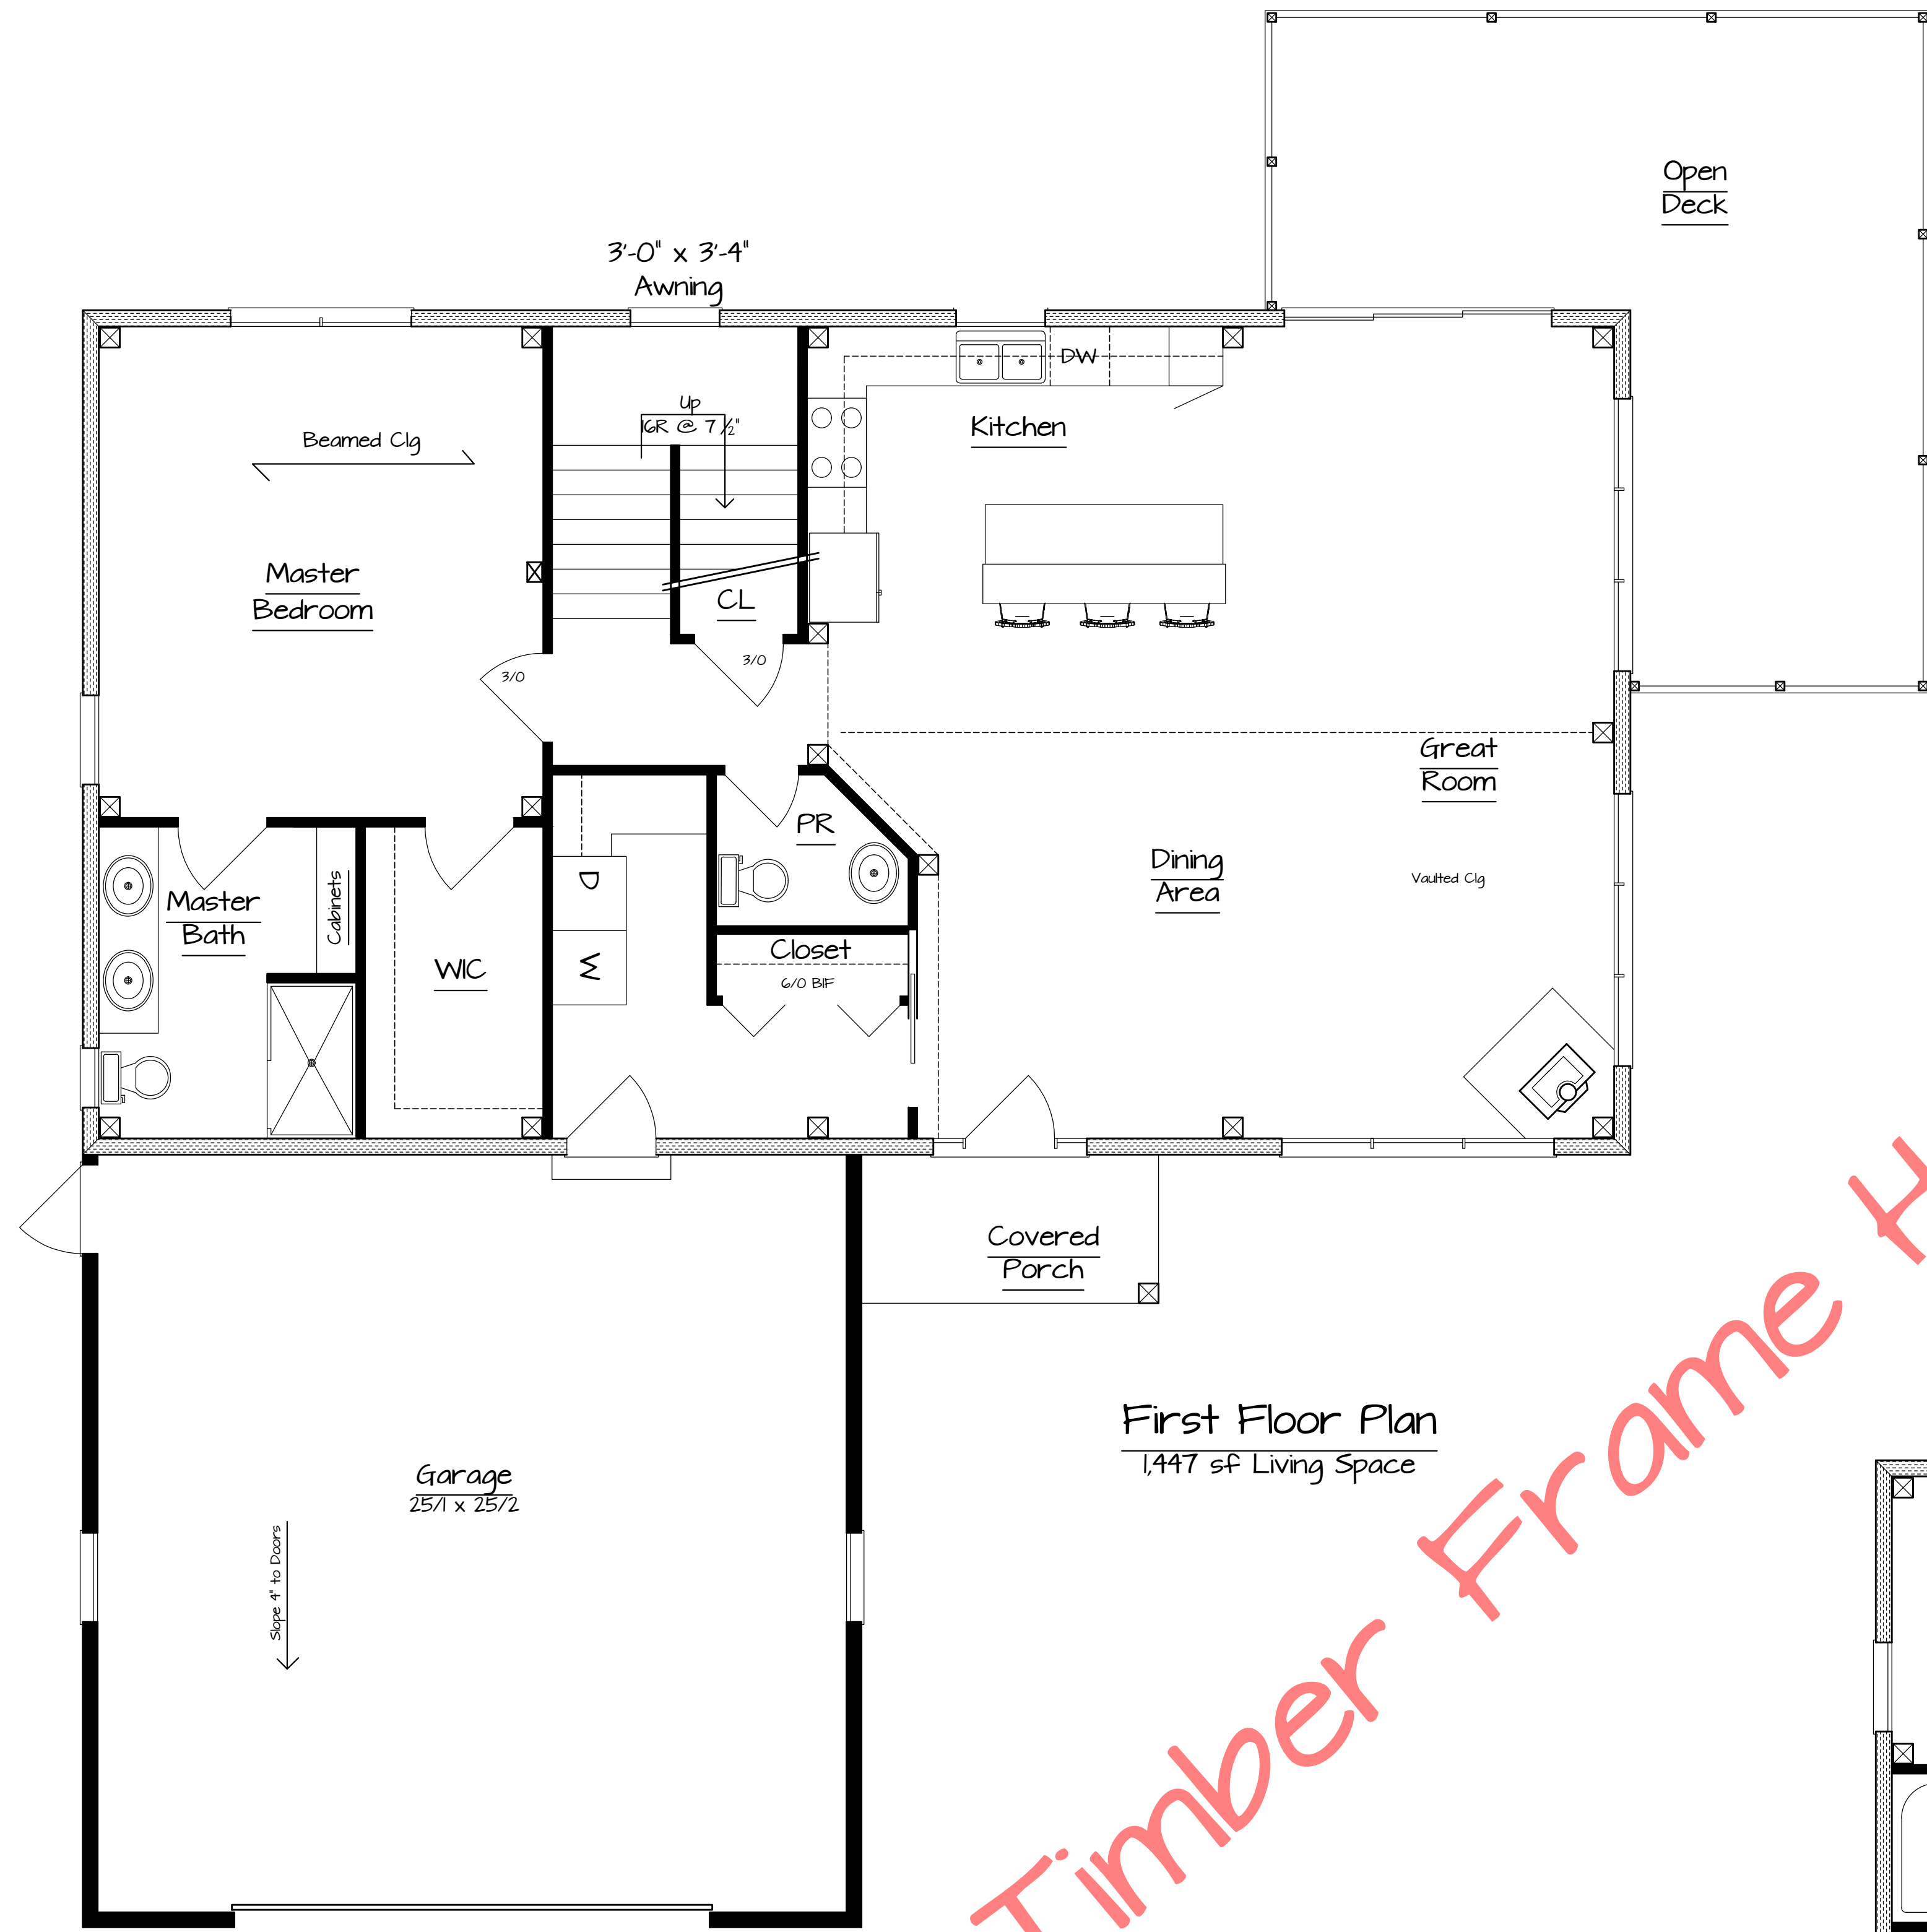 Open
Deck
3'-0" x 3'-4"
Awning
DW
Up
16R @ 7 ½"
Kitchen
Beamed Clg
Master
Bedroom
CL
3/0
3/0
Great
Room
PR
Dining
Area
Vaulted Clg
D
Master
Bath
Cabinets
WIC
W
Closet
6/0 BIF
Covered
Porch
First Floor Plan
1,447 sf Living Space
Garage
25/1 x 25/2
Slope 4" to Doors
Timber Frame H